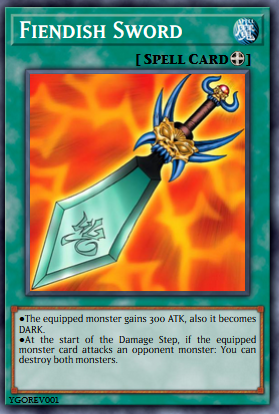 Fiendish Sword
[ Spell Card ]
●The equipped monster gains 300 ATK, also it becomes
DARK.
●At the start of the Damage Step, if the equipped
monster card attacks an opponent monster: You can
destroy both monsters.
YGOREV001